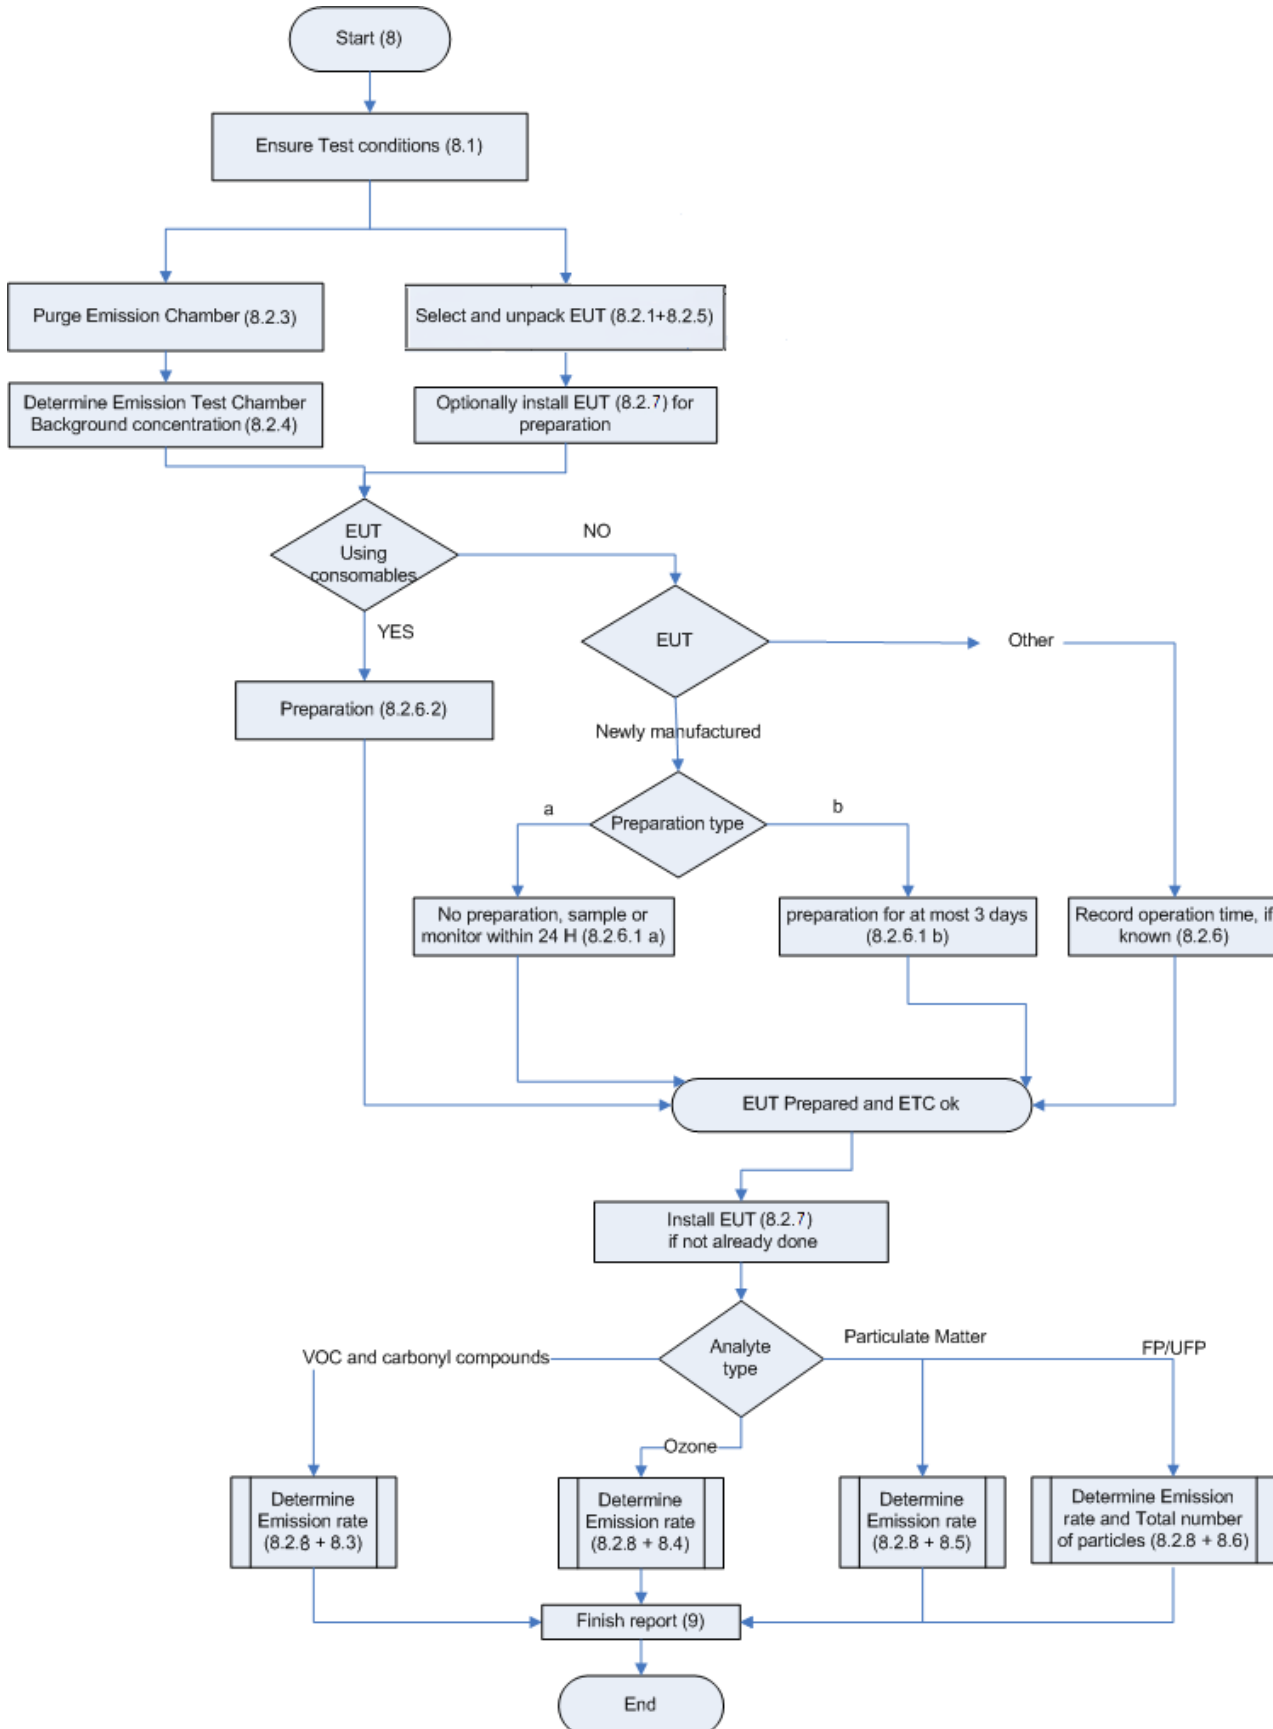 Start (8)
Ensure Test conditions (8.1)
Purge Emission Chamber (8.2.3)
Select and unpack EUT (8.2.1+8.2.5)
Determine Emission Test Chamber
Background concentration (8.2.4)
Optionally install EUT (8.2.7) for
preparation
EUT
Using
consomables
NO
YES
EUT
Other
Preparation (8.2.6.2)
Newly manufactured
a
b
Preparation type
No preparation, sample or
monitor within 24 H (8.2.6.1 a)
preparation for at most 3 days
(8.2.6.1 b)
Record operation time, if
known (8.2.6)
EUT Prepared and ETC ok
Install EUT (8.2.7)
if not already done
Analyte
type
VOC and carbonyl compounds
Particulate Matter
FP/UFP
Ozone
Determine
Emission rate
(8.2.8 + 8.3)
Determine
Emission rate
(8.2.8 + 8.4)
Determine
Emission rate
(8.2.8 + 8.5)
Determine Emission
rate and Total number
of particles (8.2.8 + 8.6)
Finish report (9)
End